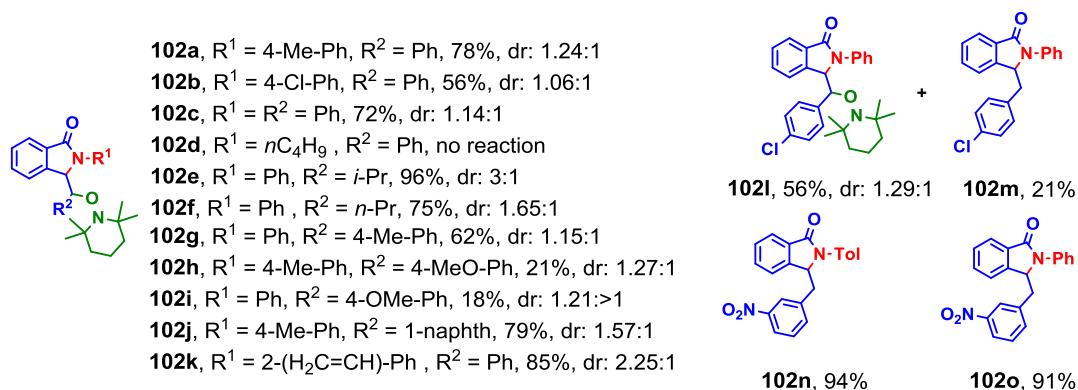 O
N-R¹
O
R²
N
102a, R¹ = 4-Me-Ph, R² = Ph, 78%, dr: 1.24:1
102b, R¹ = 4-Cl-Ph, R² = Ph, 56%, dr: 1.06:1
102c, R¹ = R² = Ph, 72%, dr: 1.14:1
102d, R¹ = nC₄H₉ , R² = Ph, no reaction
102e, R¹ = Ph, R² = i-Pr, 96%, dr: 3:1
102f, R¹ = Ph , R² = n-Pr, 75%, dr: 1.65:1
102g, R¹ = Ph, R² = 4-Me-Ph, 62%, dr: 1.15:1
102h, R¹ = 4-Me-Ph, R² = 4-MeO-Ph, 21%, dr: 1.27:1
102i, R¹ = Ph, R² = 4-OMe-Ph, 18%, dr: 1.21:>1
102j, R¹ = 4-Me-Ph, R² = 1-naphth, 79%, dr: 1.57:1
102k, R¹ = 2-(H₂C=CH)-Ph , R² = Ph, 85%, dr: 2.25:1
O
N-Ph
O
N
Cl
+
O
N-Ph
Cl
102l, 56%, dr: 1.29:1
102m, 21%
O
N-Tol
O₂N
102n, 94%
O
N-Ph
O₂N
102o, 91%